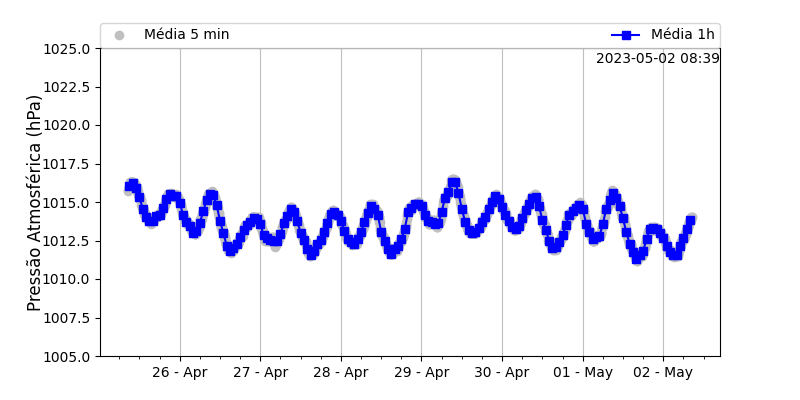 Média 5 min
Média 1h
2023-05-02 08:39
Pressão Atmosférica (hPa)
1025.0
1022.5
1020.0
1017.5
1015.0
1012.5
1010.0
1007.5
1005.0
26 - Apr
27 - Apr
28 - Apr
29 - Apr
30 - Apr
01 - May
02 - May